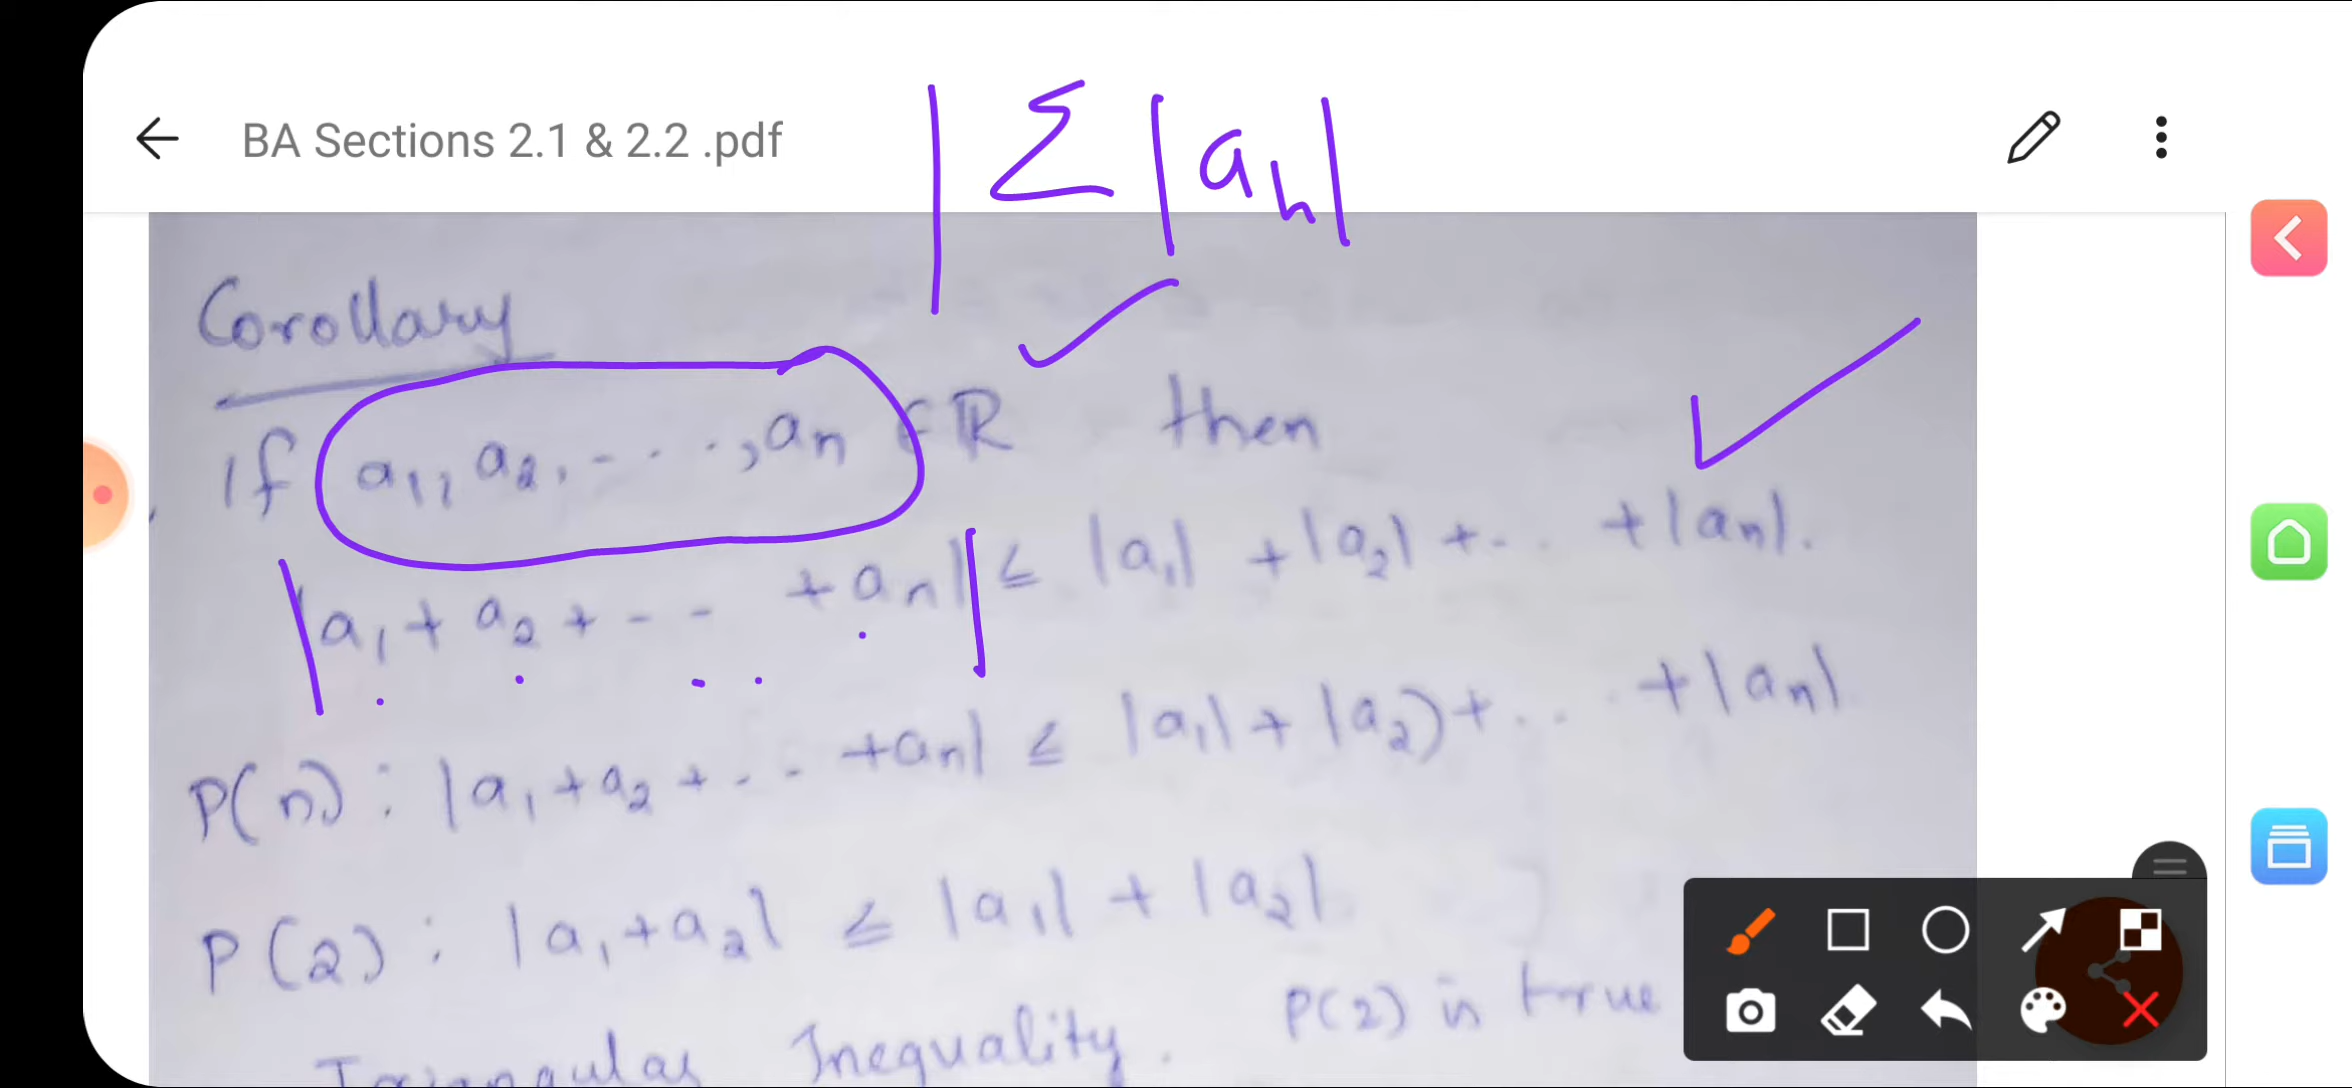 BA Sections 2.1 & 2.2 .pdf
|Σ|an|
Corollary
If a1, a2, - . . ., an ∈ ℝ then
|a1 + a2 + - - + an| ≤ |a1| + |a2| + . . + |an|.
P(n) : |a1 + a2 + . . - + an| ≤ |a1| + |a2) + . . . + |an|
P(2) : |a1 + a2| ≤ |a1| + |a2|
Triangular Inequality. P(2) is true